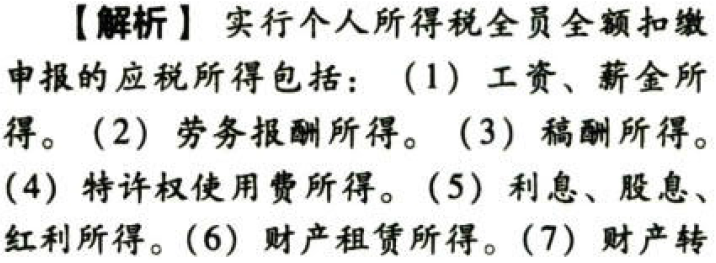 【解析】 实行个人所得税全员全额扣缴
申报的应税所得包括：（1）工资、薪金所
得。（2）劳务报酬所得。（3）稿酬所得。
（4）特许权使用费所得。（5）利息、股息、
红利所得。（6）财产租赁所得。（7）财产转